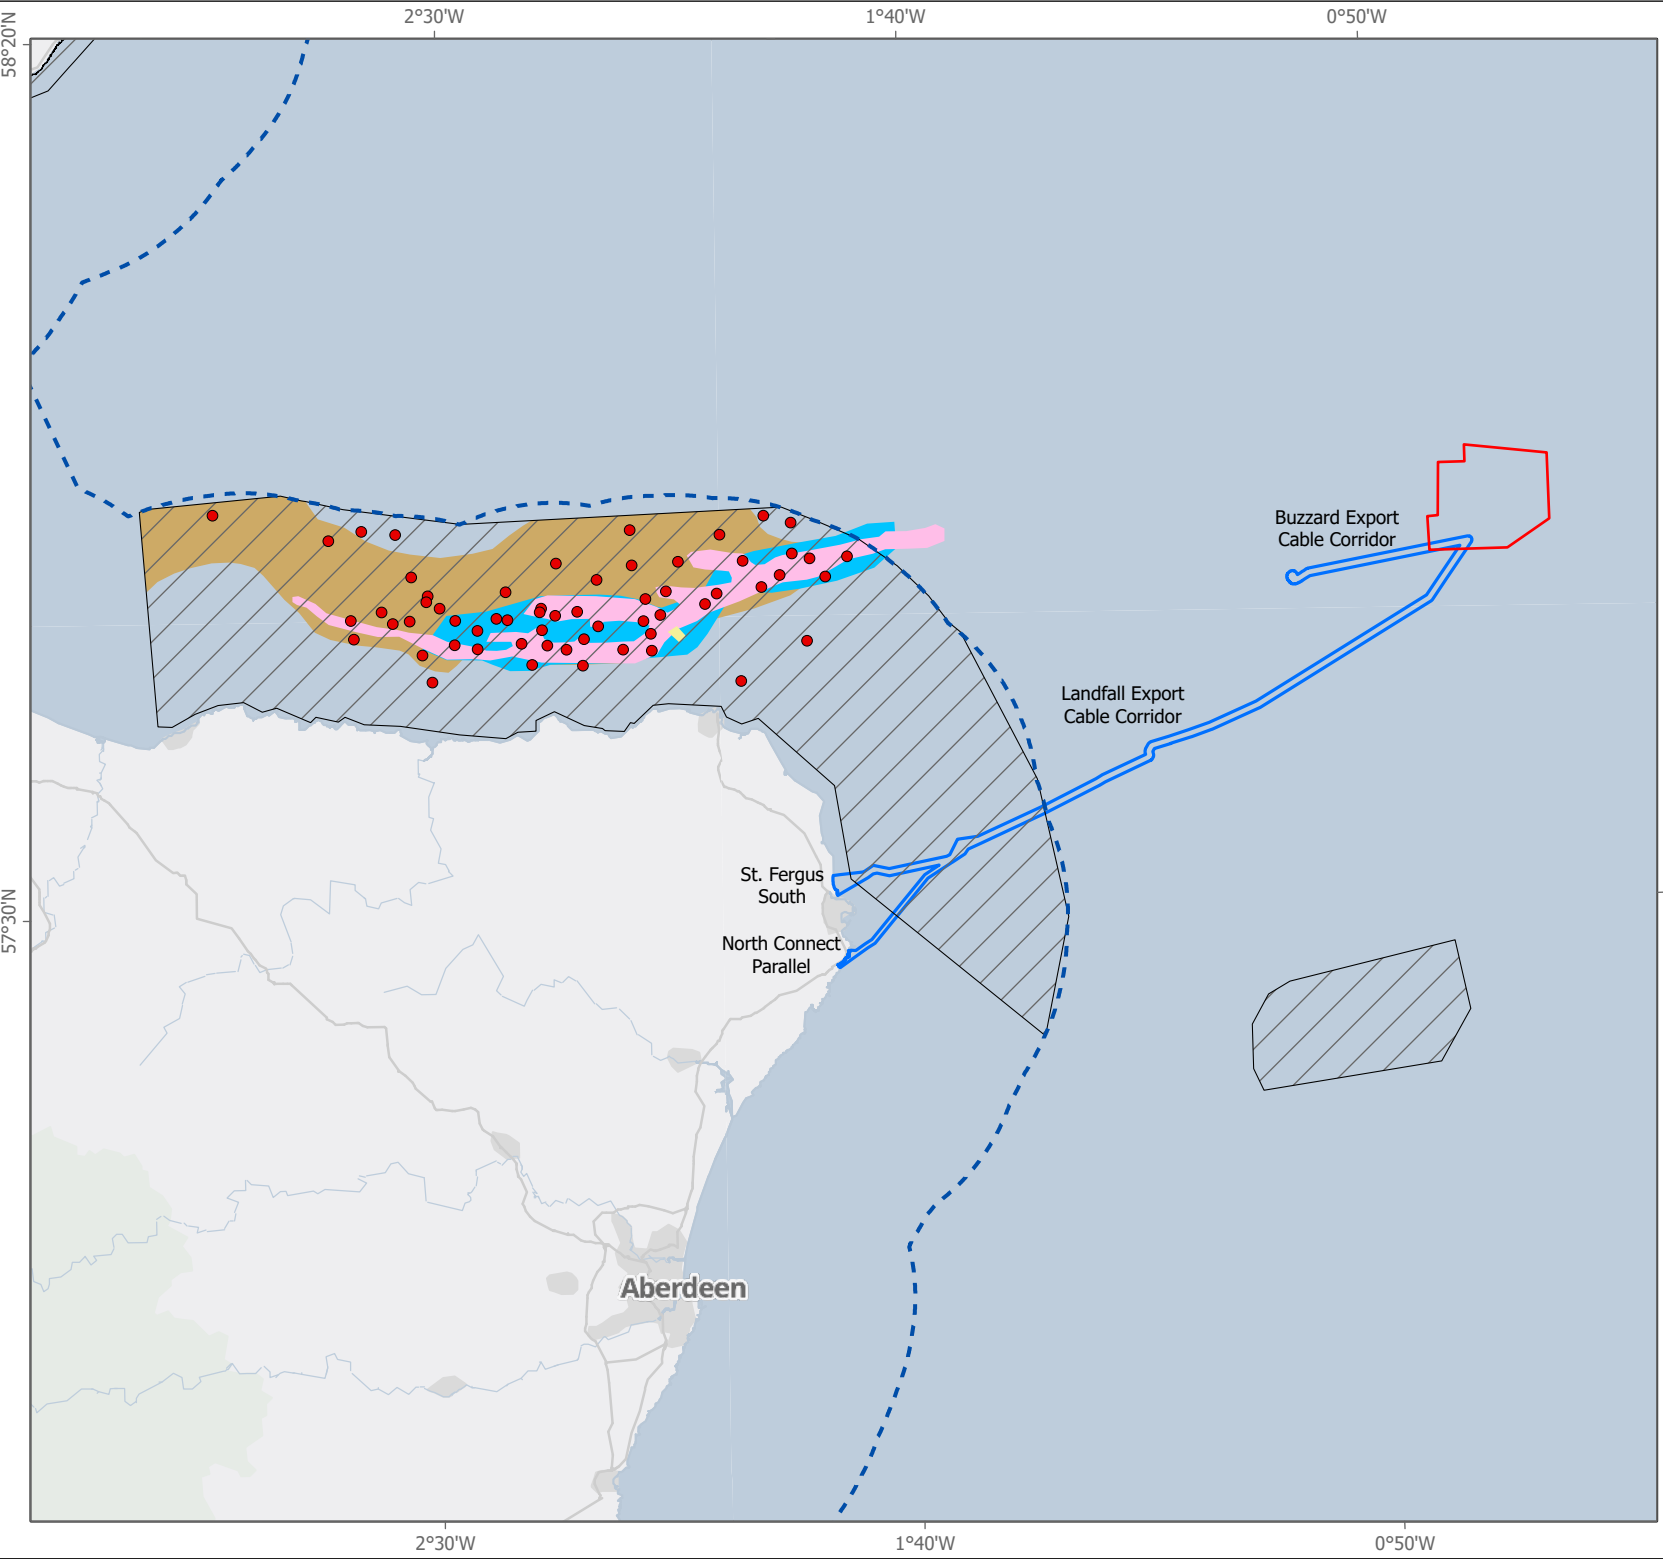 2°30'W
1°40'W
0°50'W
58°20'N
Buzzard Export
Cable Corridor
Landfall Export
Cable Corridor
St. Fergus
South
57°30'N
North Connect
Parallel
Aberdeen
2°30'W
1°40'W
0°50'W